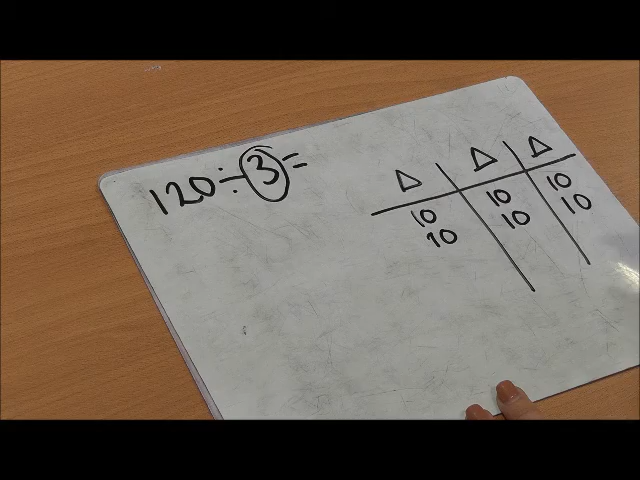 120÷3=
△ △ △
10 10 10
10 10 10